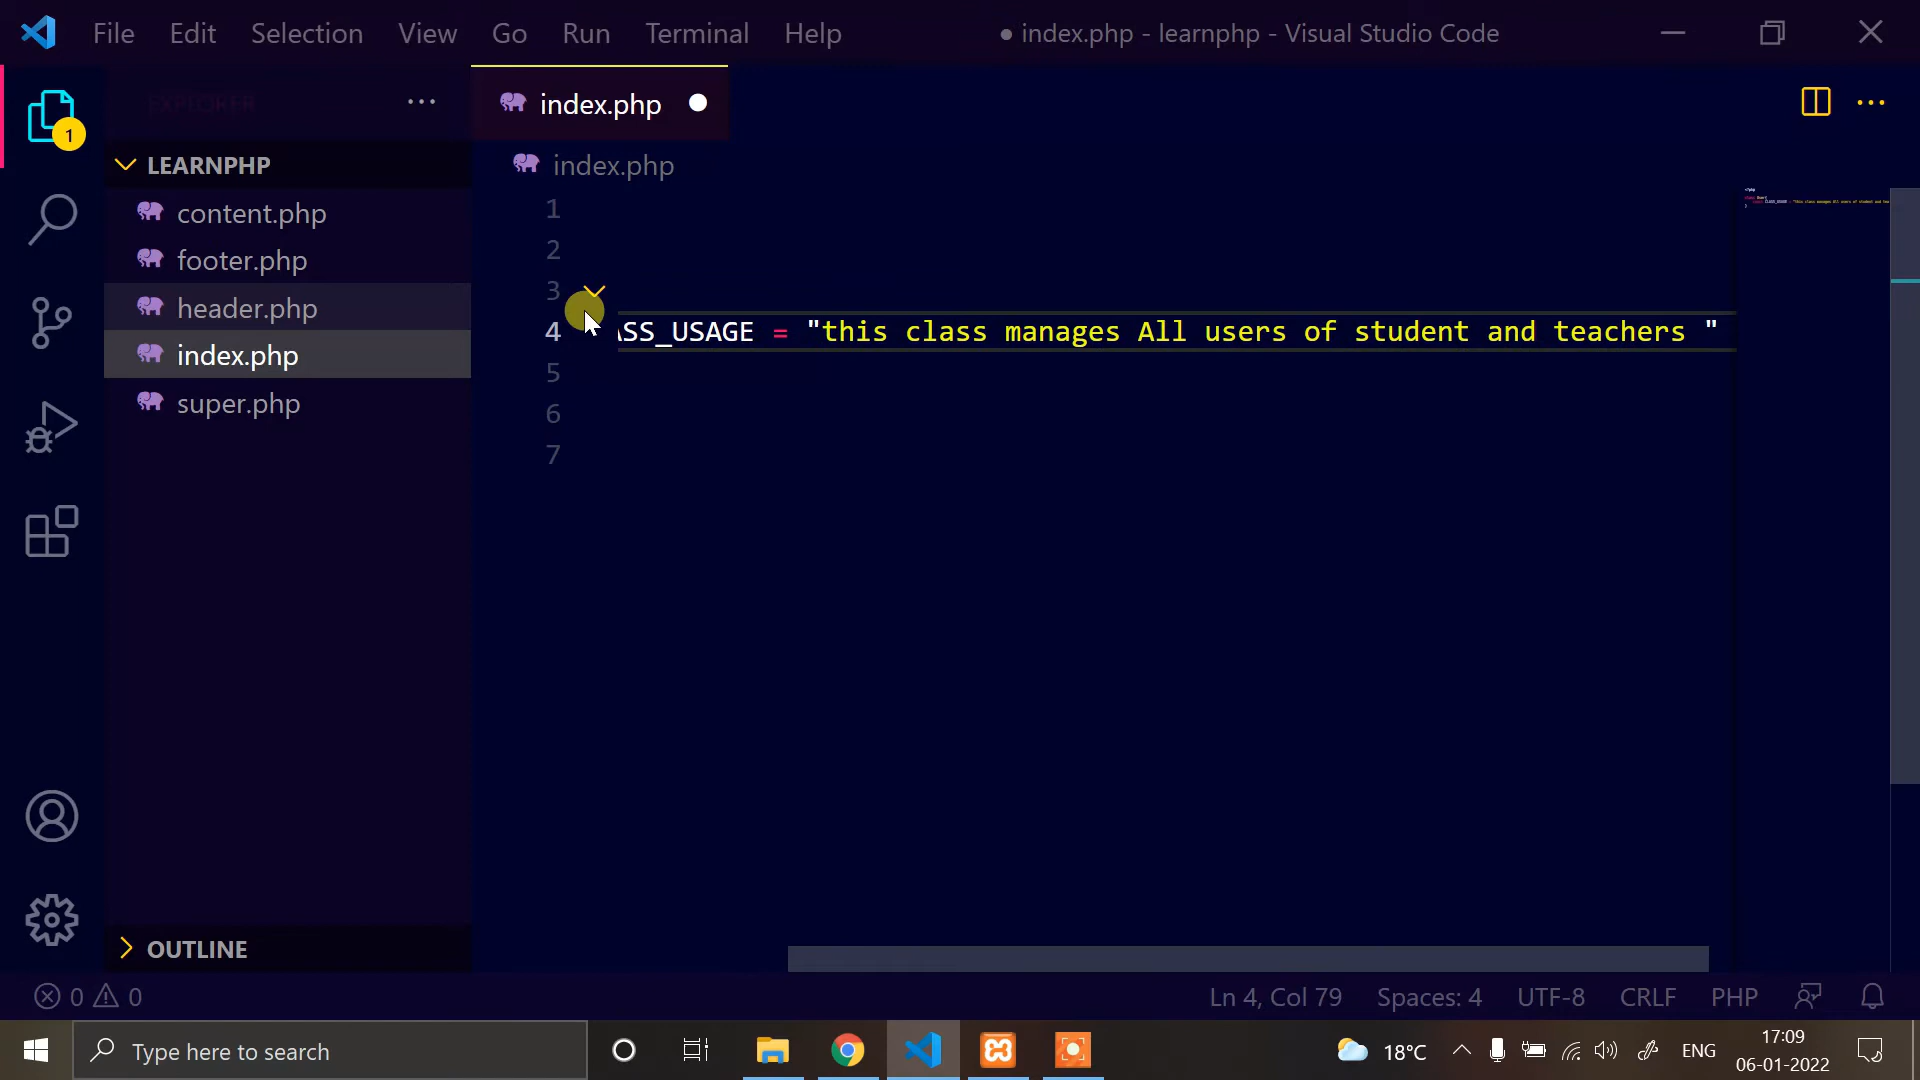 File Edit Selection View Go Run Terminal Help ● index.php - learnphp - Visual Studio Code
EXPLORER
index.php
LEARNPHP
index.php
content.php
footer.php
header.php
index.php
super.php
1
2
3
4 ASS_USAGE = "this class manages All users of student and teachers "
5
6
7
OUTLINE
0 0 Ln 4, Col 79 Spaces: 4 UTF-8 CRLF PHP
Type here to search
18°C ENG 17:09
06-01-2022
1